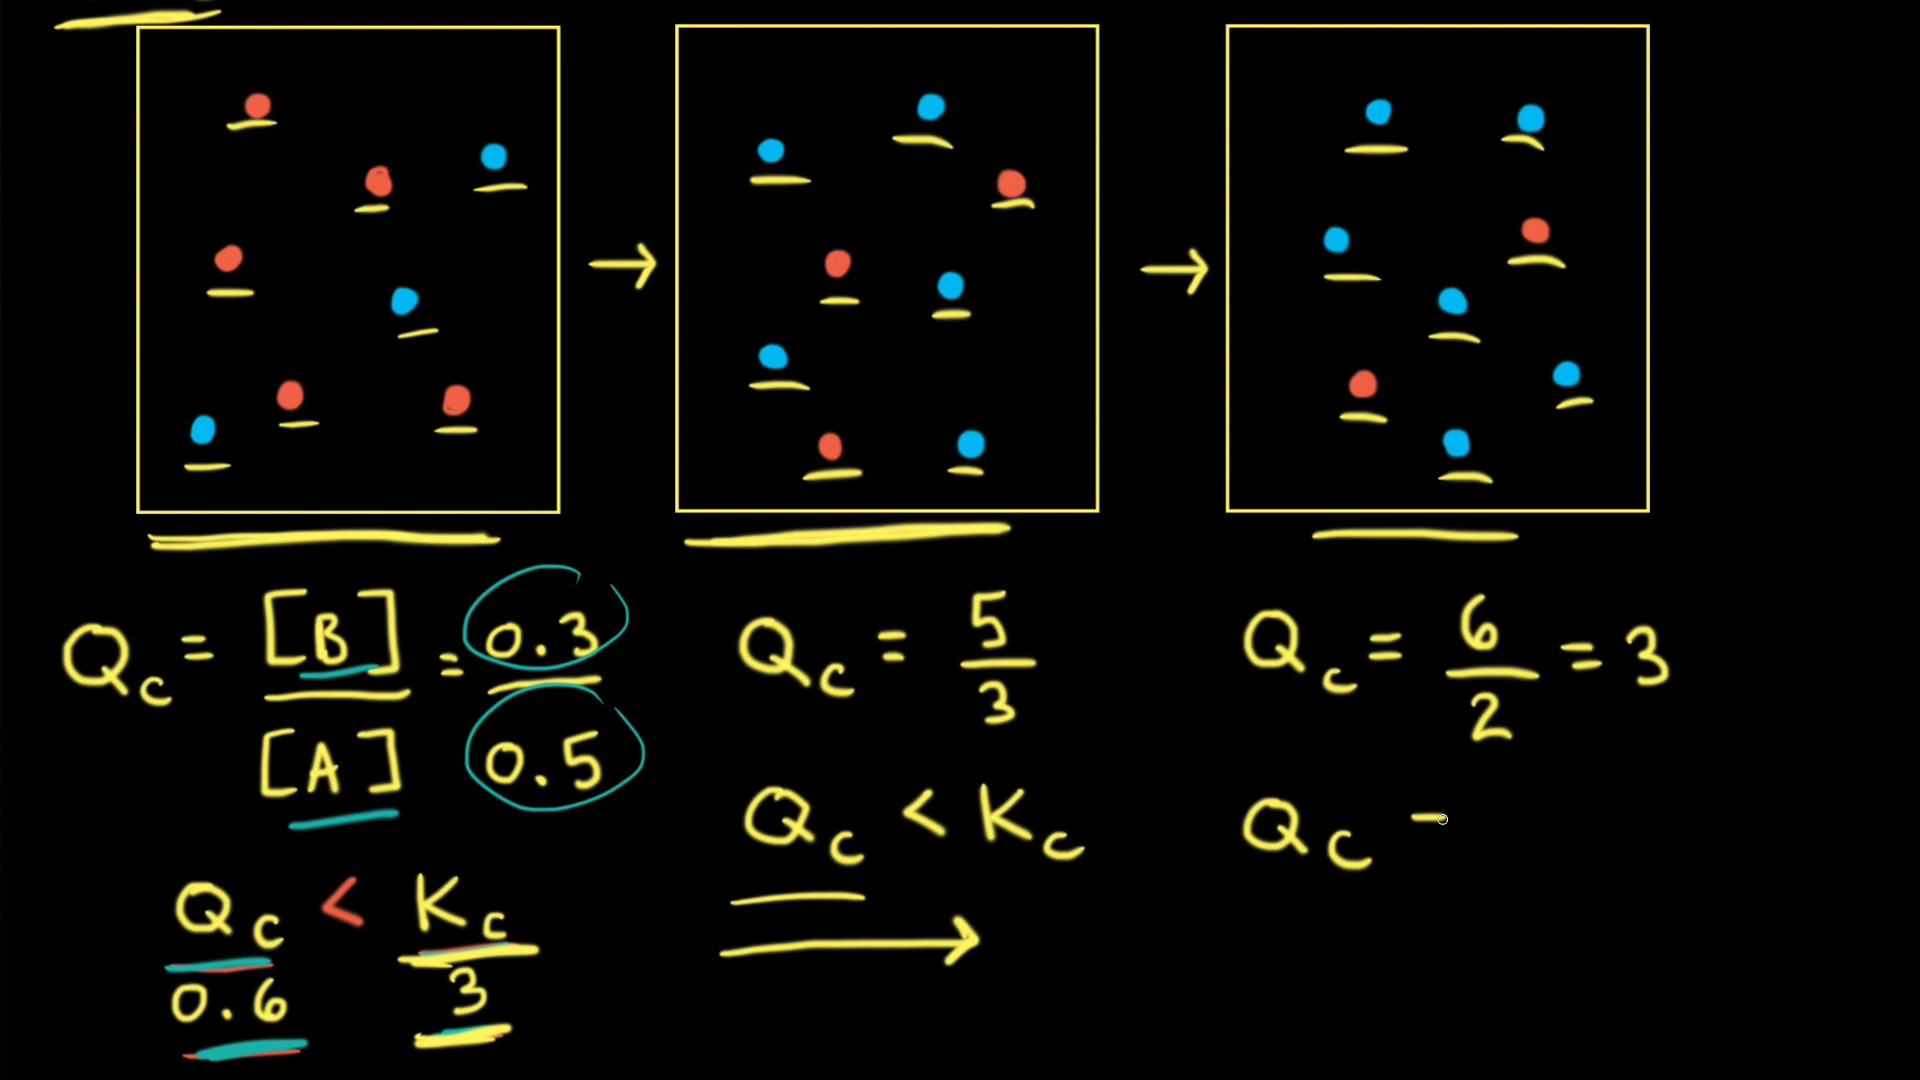 Qc = [B] / [A] = 0.3 / 0.5
Qc < Kc
0.6 3
Qc = 5 / 3
Qc < Kc
Qc = 6 / 2 = 3
Qc -